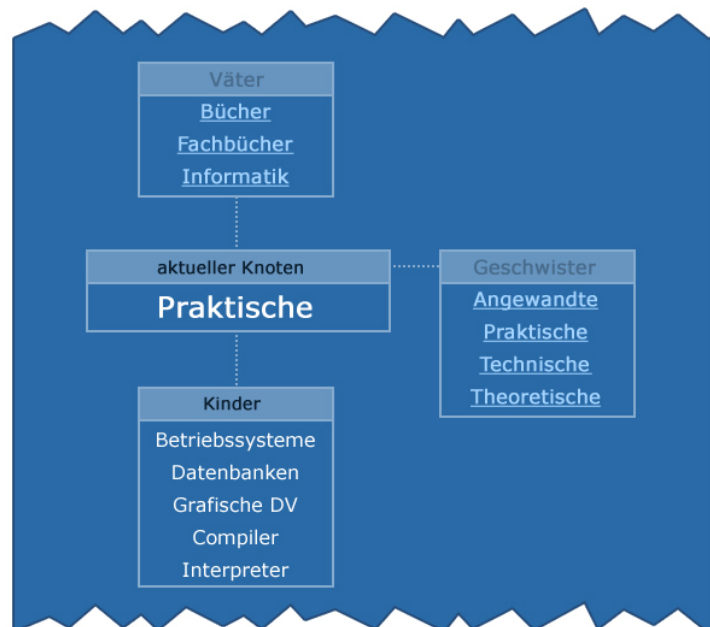 Väter
Bücher
Fachbücher
Informatik
aktueller Knoten
Praktische
Geschwister
Angewandte
Praktische
Technische
Theoretische
Kinder
Betriebssysteme
Datenbanken
Grafische DV
Compiler
Interpreter